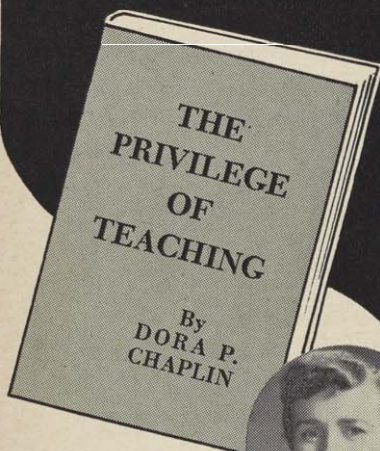 THE
PRIVILEGE
OF
TEACHING
By
DORA P.
CHAPLIN